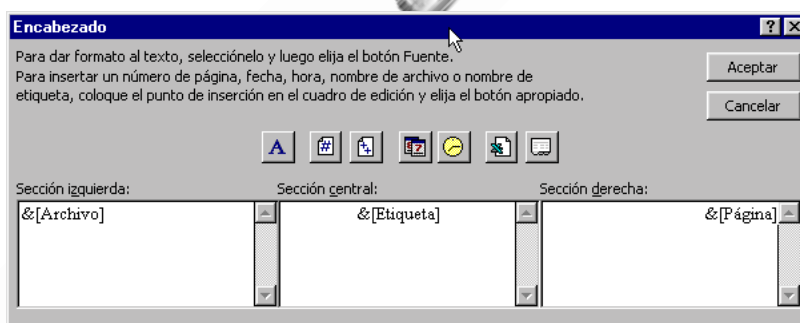 Encabezado
Para dar formato al texto, selecciónelo y luego elija el botón Fuente.
Para insertar un número de página, fecha, hora, nombre de archivo o nombre de
etiqueta, coloque el punto de inserción en el cuadro de edición y elija el botón apropiado.
Aceptar
Cancelar
A
Sección izquierda:
Sección central:
Sección derecha:
&[Archivo]
&[Etiqueta]
&[Página]